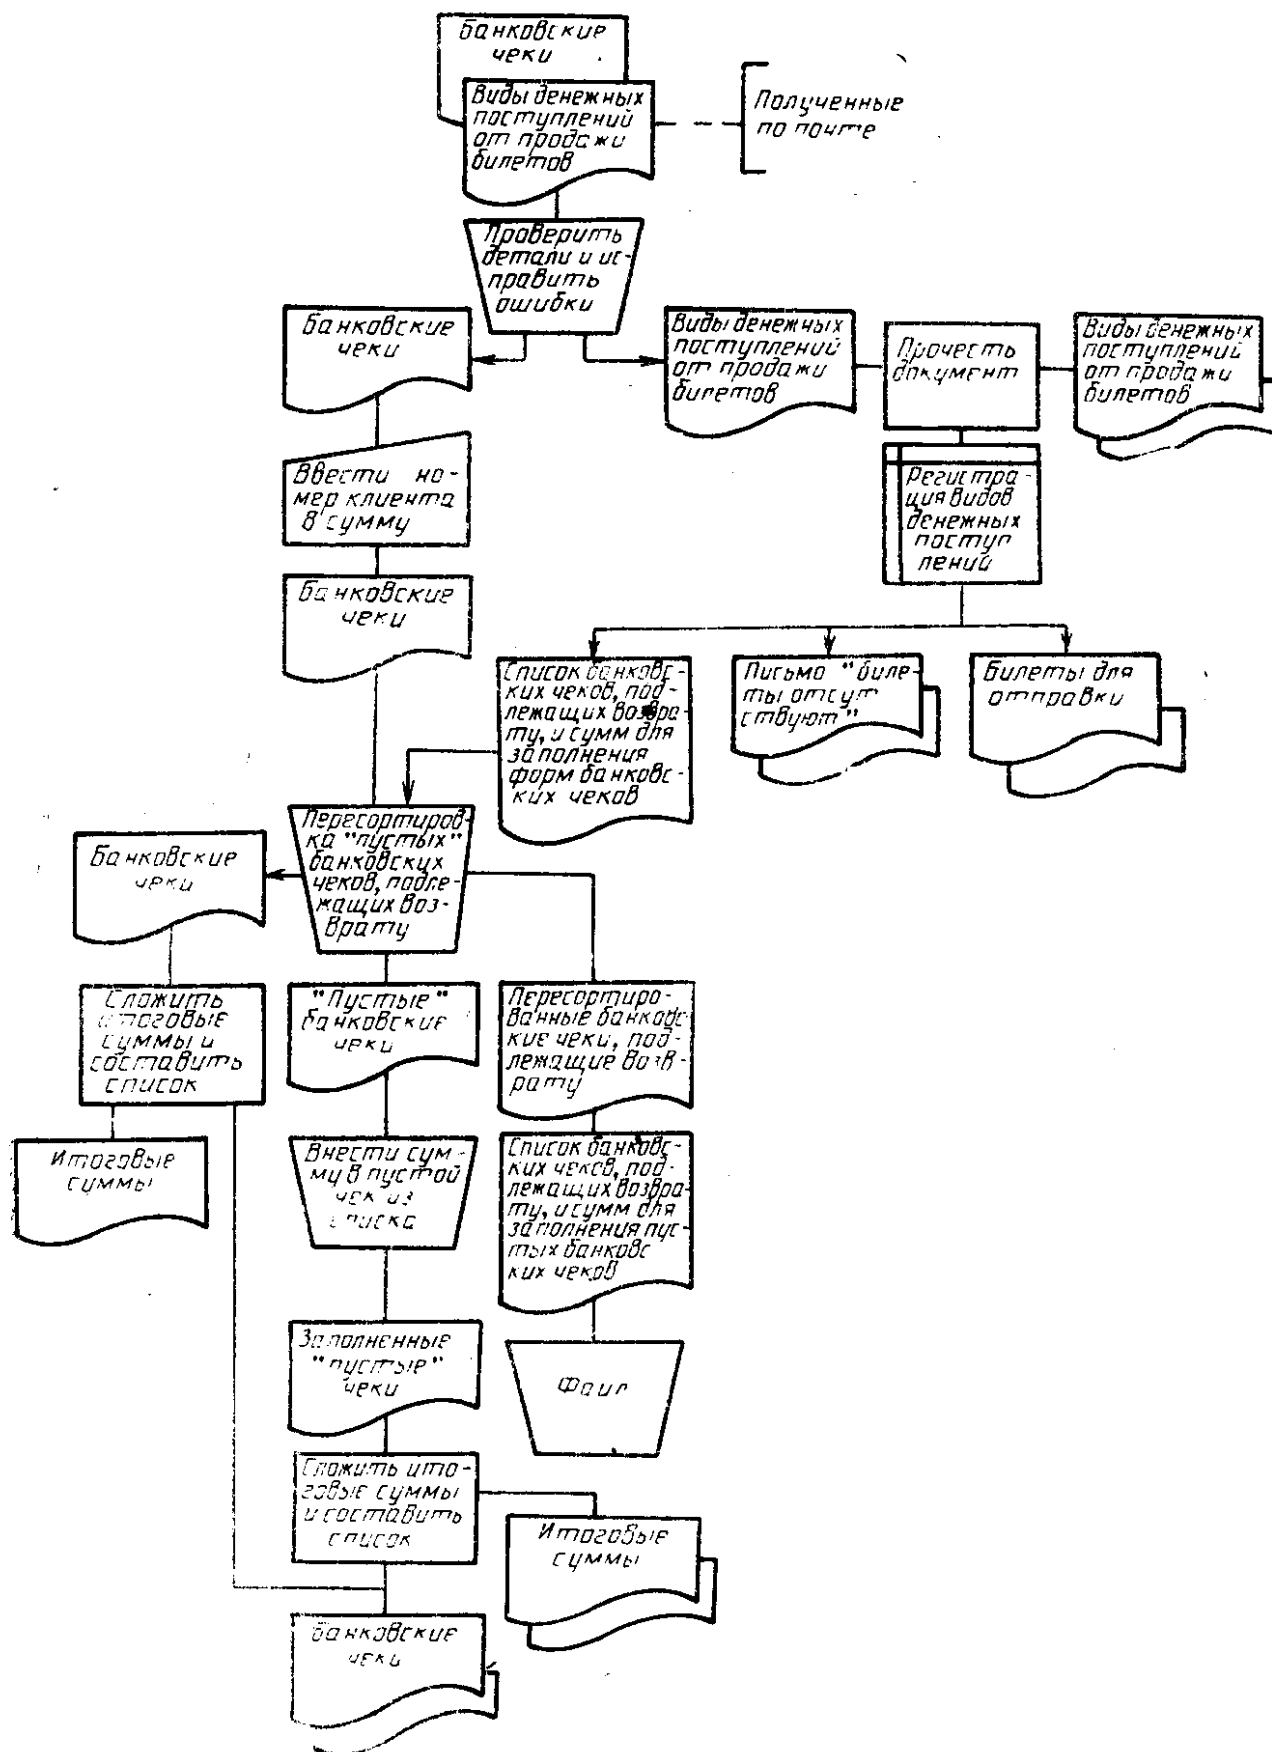 Банковские
чеки
Виды денежных
поступлений
от продажи
билетов
Полученные
по почте
Проверить
детали и ис-
править
ошибки
Банковские
чеки
Виды денежных
поступлений
от продажи
билетов
Прочесть
документ
Виды денежных
поступлений
от продажи
билетов
Ввести но-
мер клиента
в сумму
Регистра-
ция видов
денежных
поступ
лений
Банковские
чеки
Список банковс-
ких чеков, под-
лежащих возвра-
ту, и сумм для
заполнения
форм банковс-
ких чеков
Письмо "биле-
ты отсут
ствуют"
Билеты для
отправки
Пересортиров-
ка "пустых"
банковских
чеков, подле-
жащих воз-
врату
Банковские
чеки
Сложить
итоговые
суммы и
составить
список
"Пустые"
банковские
чеки
Пересортиро-
ванные банковс-
кие чеки, под-
лежащие возв-
рату
Итоговые
суммы
Внести сум-
му в пустой
чек из
списка
Список банковс-
ких чеков, под-
лежащих возвра-
ту, и сумм для
заполнения пус-
тых банковс
ких чеков
Заполненные
"пустые"
чеки
Файл
Сложить ито-
говые суммы
и составить
список
Итоговые
суммы
Банковские
чеки